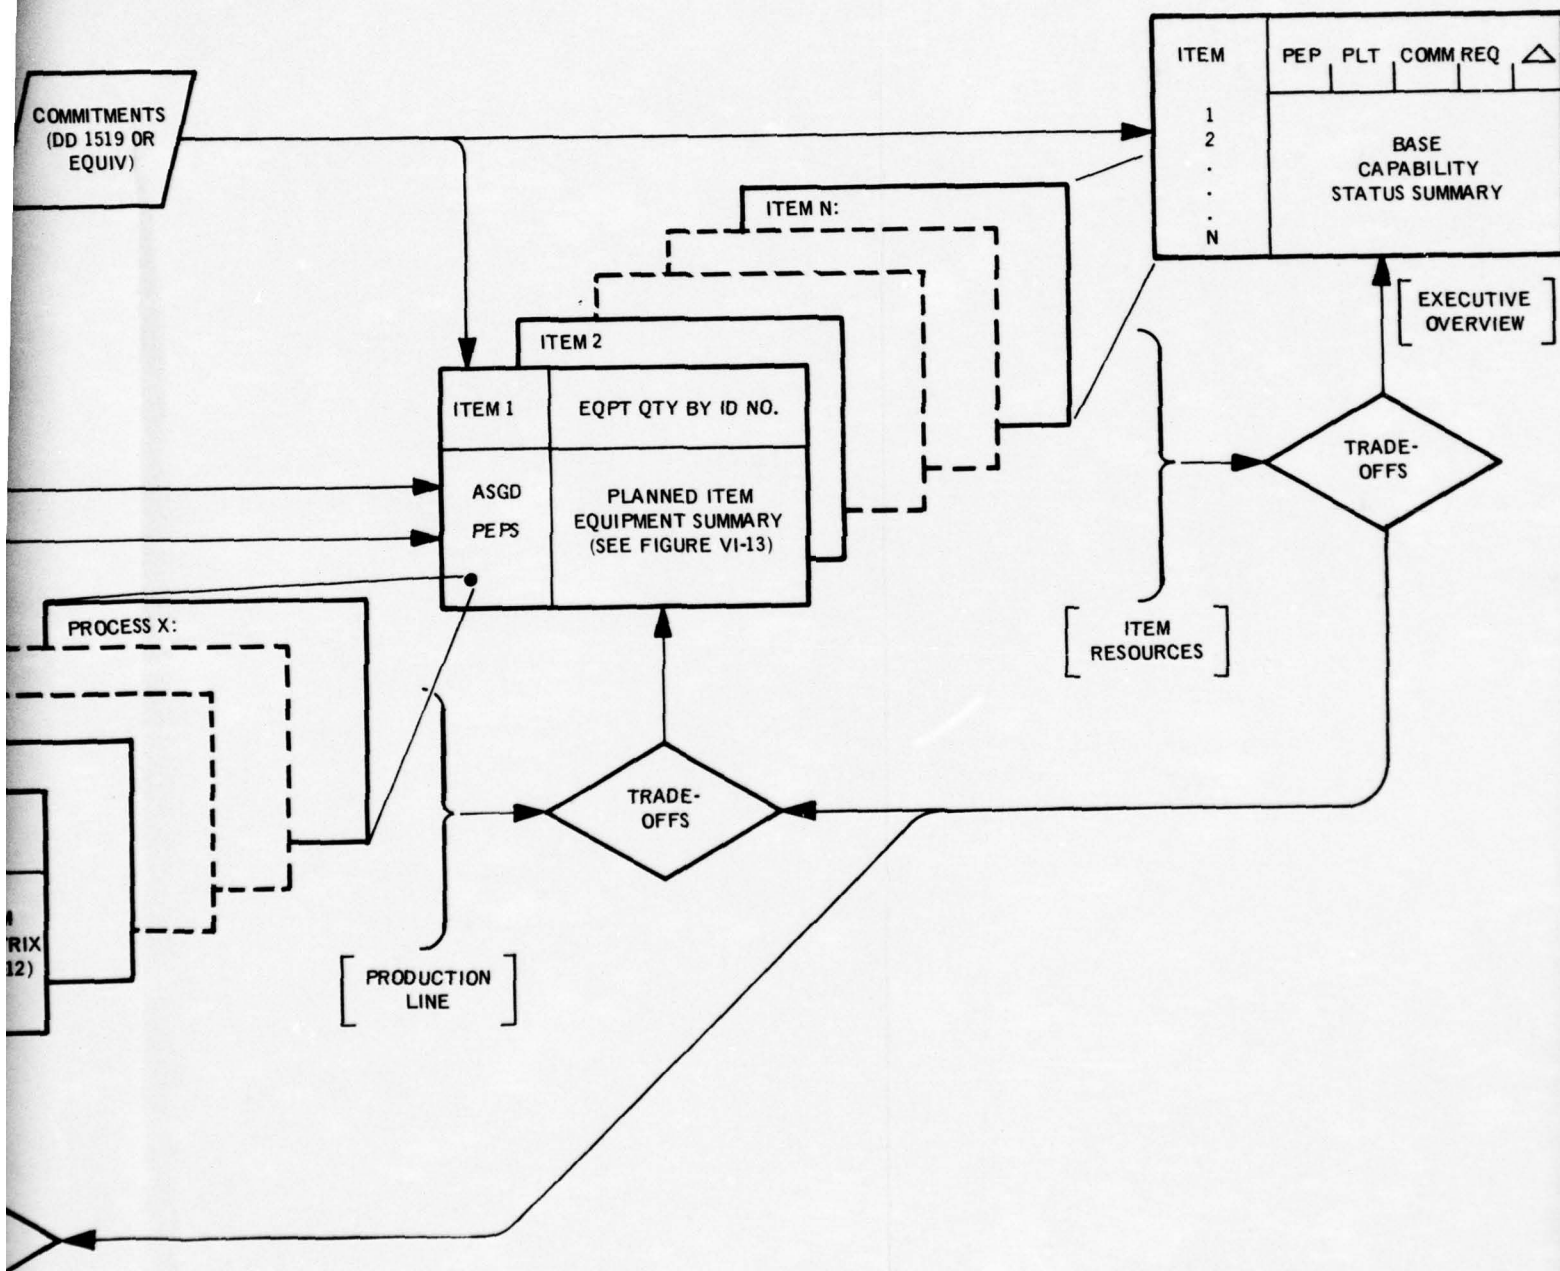 COMMITMENTS
(DD 1519 OR
EQUIV)
ITEM
PEP PLT COMM REQ △
1
2
.
.
.
N
BASE
CAPABILITY
STATUS SUMMARY
[EXECUTIVE
OVERVIEW]
ITEM N:
ITEM 2
ITEM 1
EQPT QTY BY ID NO.
ASGD
PEPS
PLANNED ITEM
EQUIPMENT SUMMARY
(SEE FIGURE VI-13)
TRADE-
OFFS
[ITEM
RESOURCES]
PROCESS X:
TRADE-
OFFS
[PRODUCTION
LINE]
12)